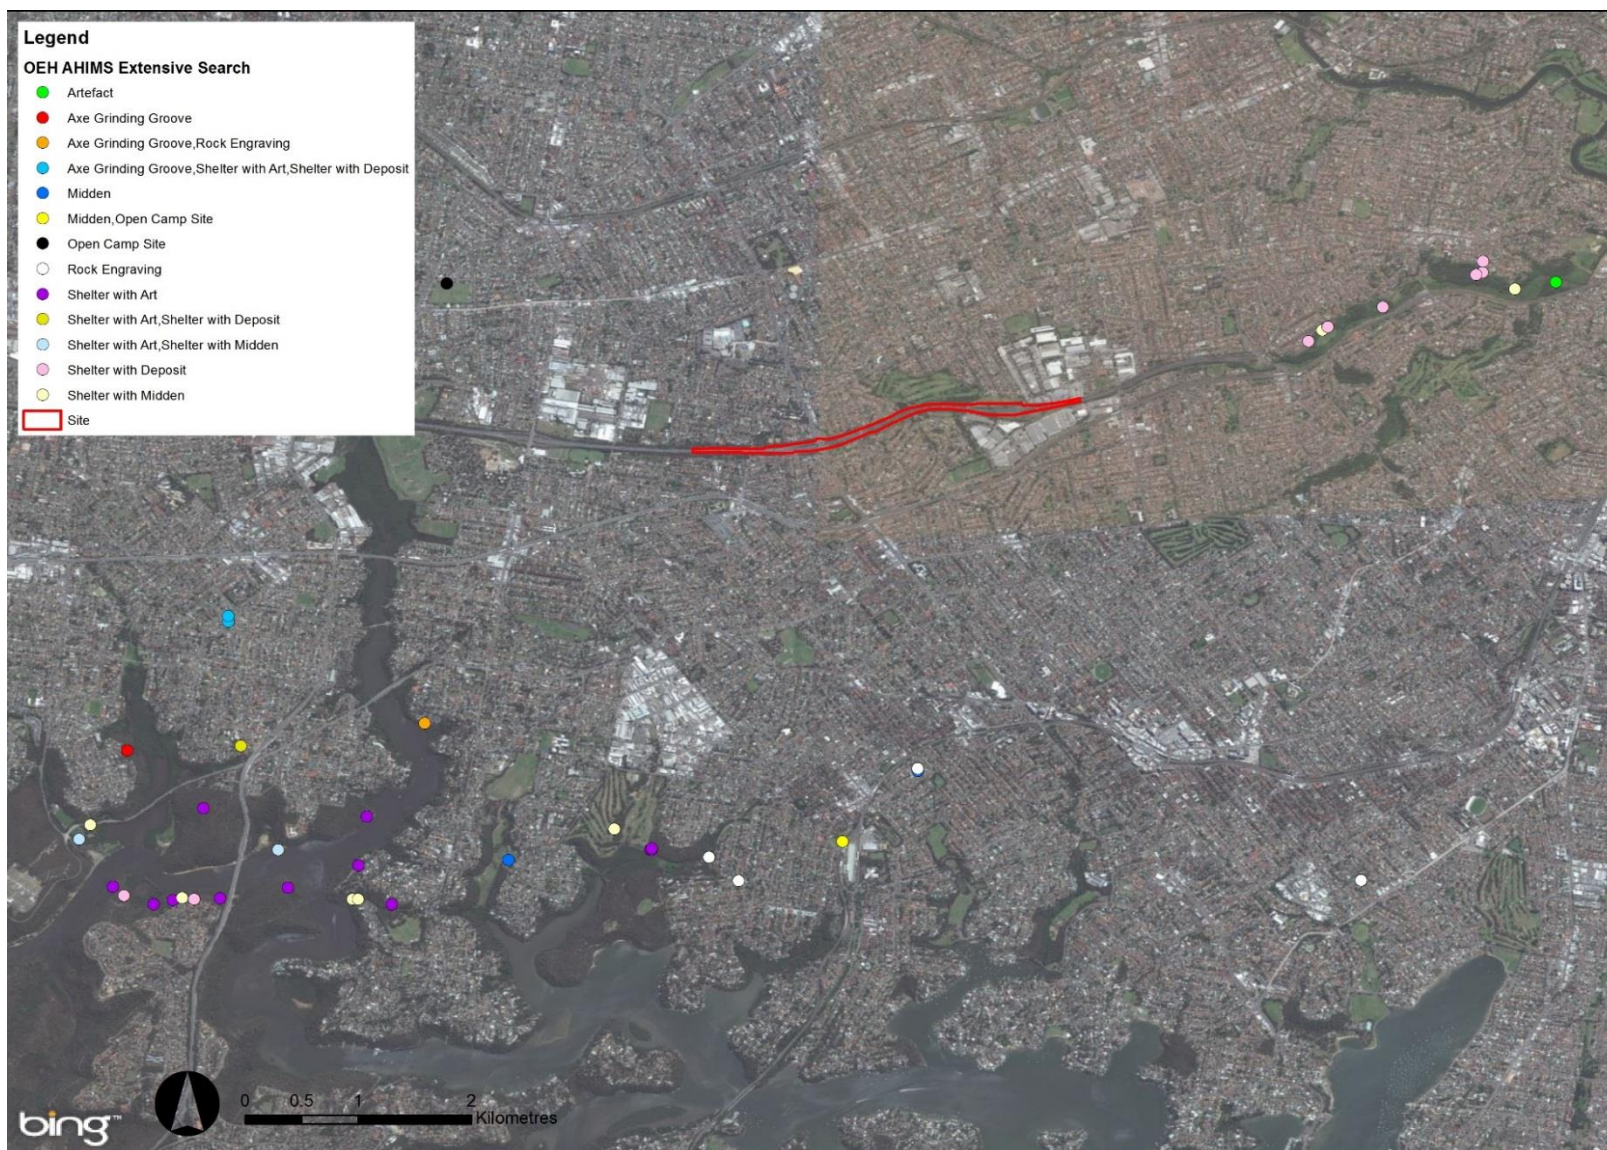 Legend
OEH AHIMS Extensive Search
Artefact
Axe Grinding Groove
Axe Grinding Groove,Rock Engraving
Axe Grinding Groove,Shelter with Art,Shelter with Deposit
Midden
Midden,Open Camp Site
Open Camp Site
Rock Engraving
Shelter with Art
Shelter with Art,Shelter with Deposit
Shelter with Art,Shelter with Midden
Shelter with Deposit
Shelter with Midden
Site
0 0.5 1 2
Kilometres
bing™